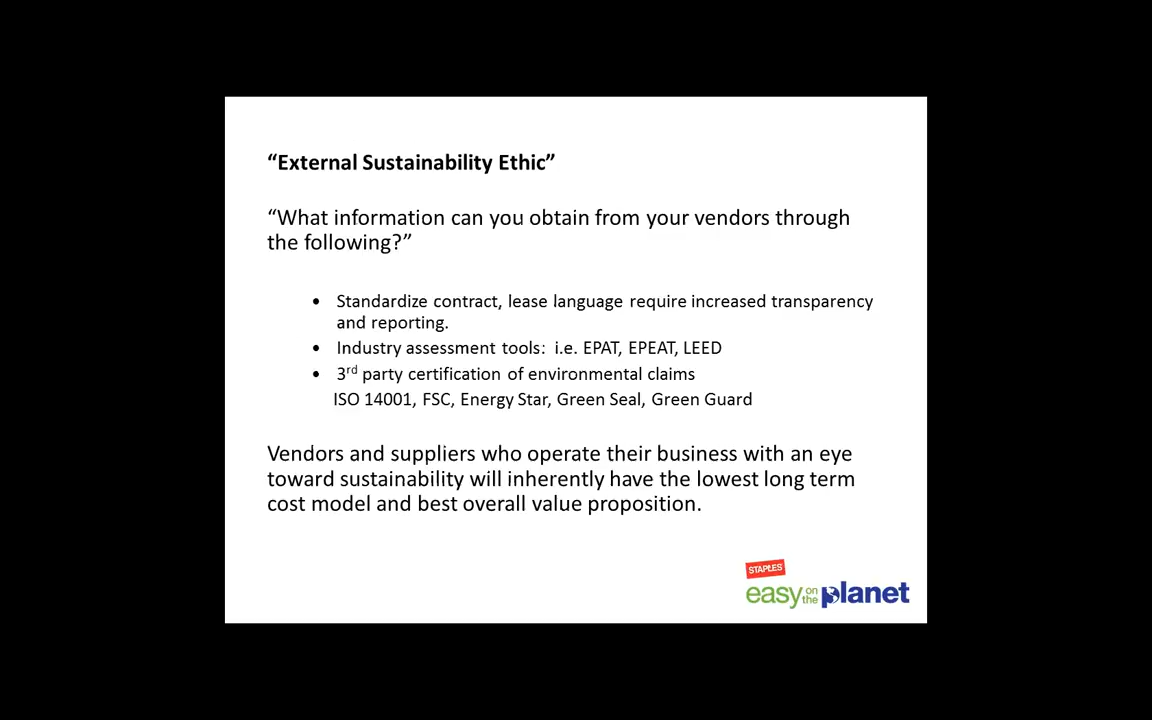 “External Sustainability Ethic”
“What information can you obtain from your vendors through
the following?”
• Standardize contract, lease language require increased transparency
and reporting.
• Industry assessment tools:  i.e. EPAT, EPEAT, LEED
• 3rd party certification of environmental claims
ISO 14001, FSC, Energy Star, Green Seal, Green Guard
Vendors and suppliers who operate their business with an eye
toward sustainability will inherently have the lowest long term
cost model and best overall value proposition.
STAPLES
easy on the planet